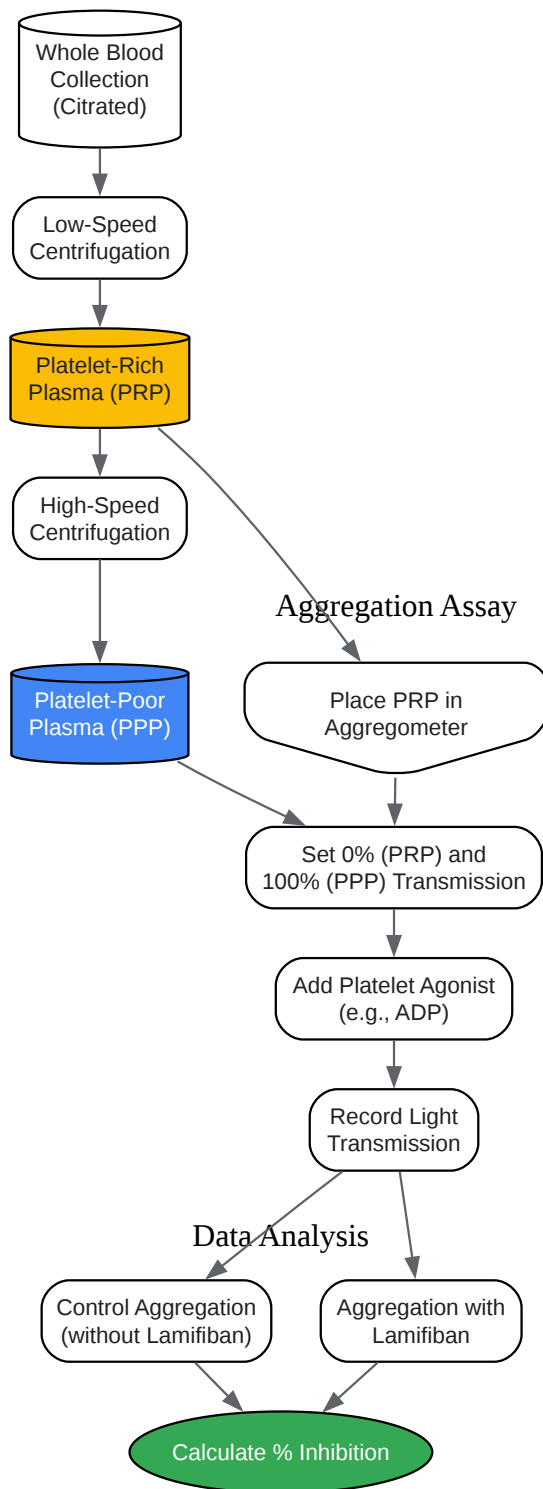 Whole Blood
Collection
(Citrated)
Low-Speed
Centrifugation
Platelet-Rich
Plasma (PRP)
High-Speed
Centrifugation
Aggregation Assay
Platelet-Poor
Plasma (PPP)
Place PRP in
Aggregometer
Set 0% (PRP) and
100% (PPP) Transmission
Add Platelet Agonist
(e.g., ADP)
Record Light
Transmission
Data Analysis
Control Aggregation
(without Lamifiban)
Aggregation with
Lamifiban
Calculate % Inhibition